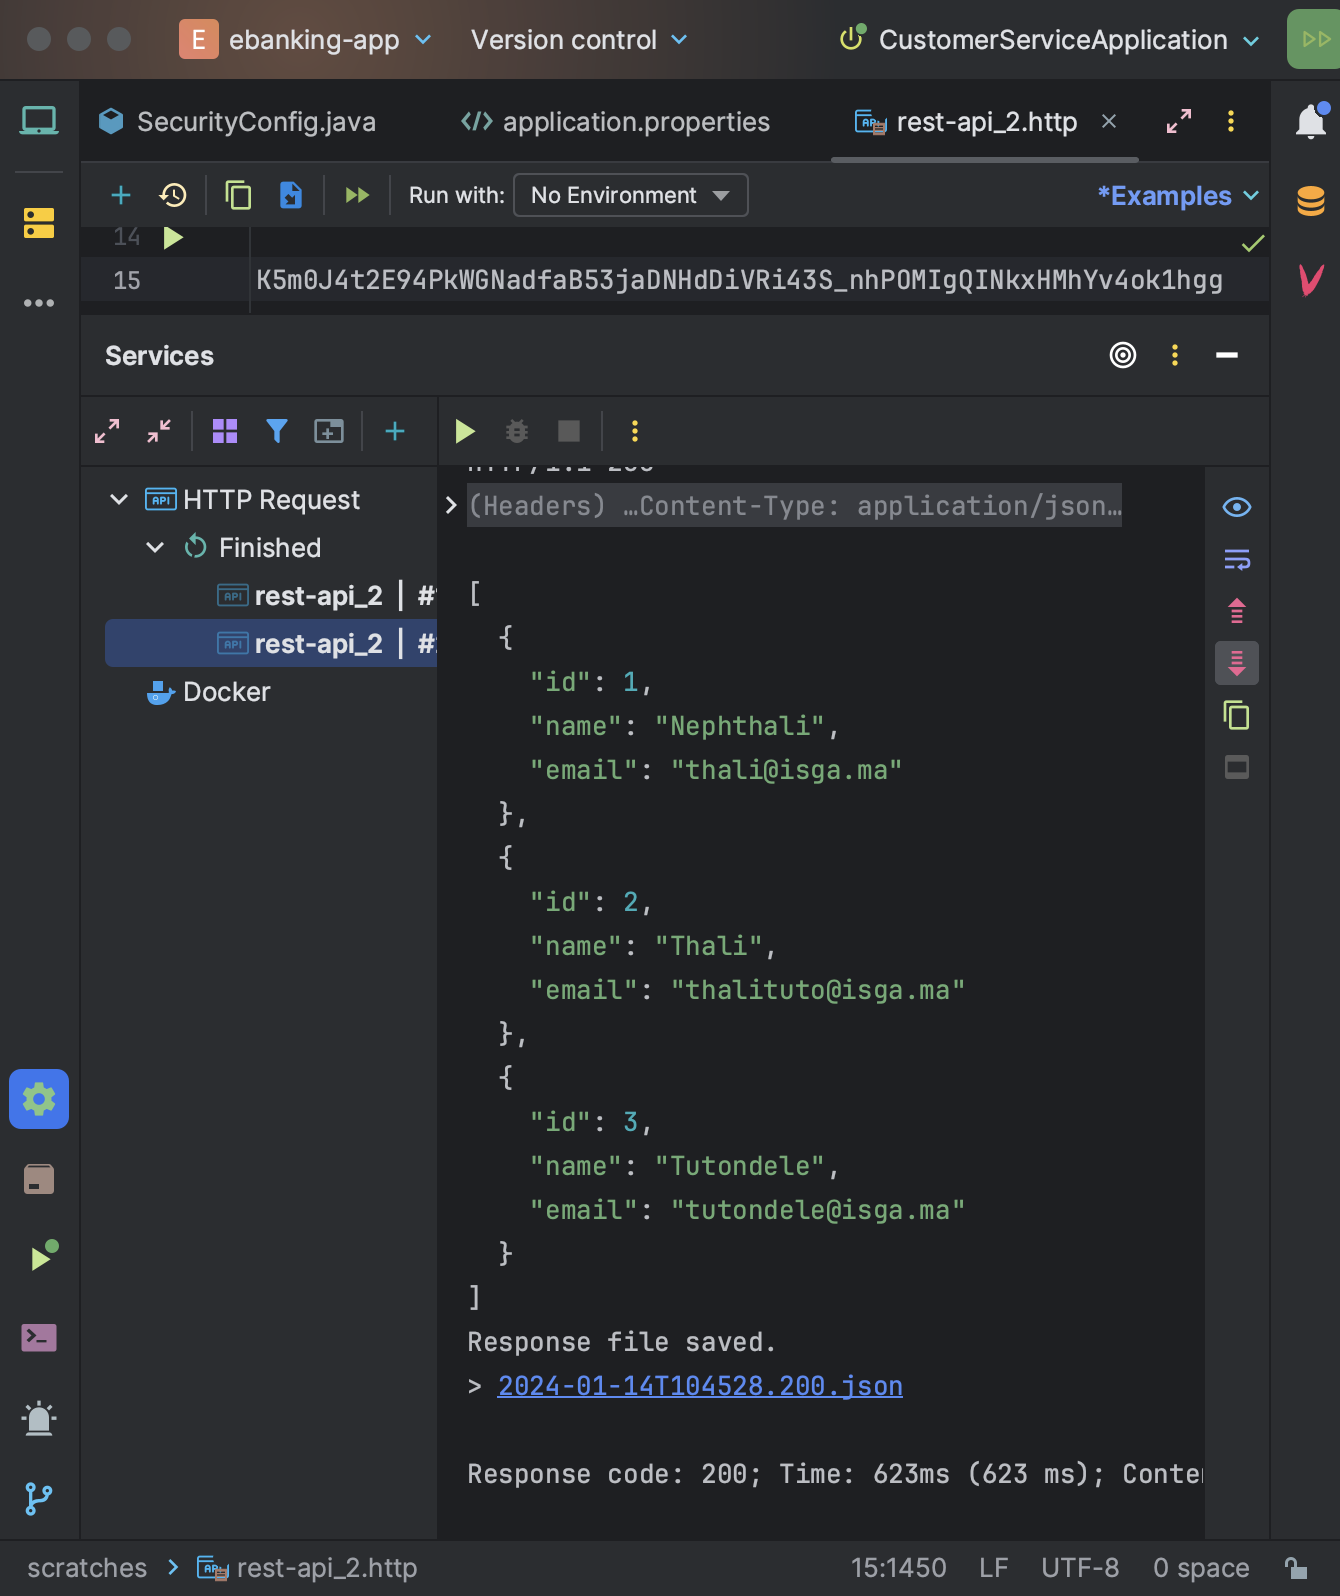 E ebanking-app Version control CustomerServiceApplication
SecurityConfig.java </> application.properties rest-api_2.http
Run with: No Environment *Examples
14
15 K5m0J4t2E94PkWGNadfaB53jaDNHdDiVRi43S_nhPOMIgQINkxHMhYv4ok1hgg
Services
HTTP Request
Finished
rest-api_2 |
rest-api_2 |
Docker
HTTP/1.1 200
(Headers) …Content-Type: application/json…
[
{
"id": 1,
"name": "Nephthali",
"email": "thali@isga.ma"
},
{
"id": 2,
"name": "Thali",
"email": "thalituto@isga.ma"
},
{
"id": 3,
"name": "Tutondele",
"email": "tutondele@isga.ma"
}
]
Response file saved.
> 2024-01-14T104528.200.json
Response code: 200; Time: 623ms (623 ms);
scratches > rest-api_2.http 15:1450 LF UTF-8 0 space